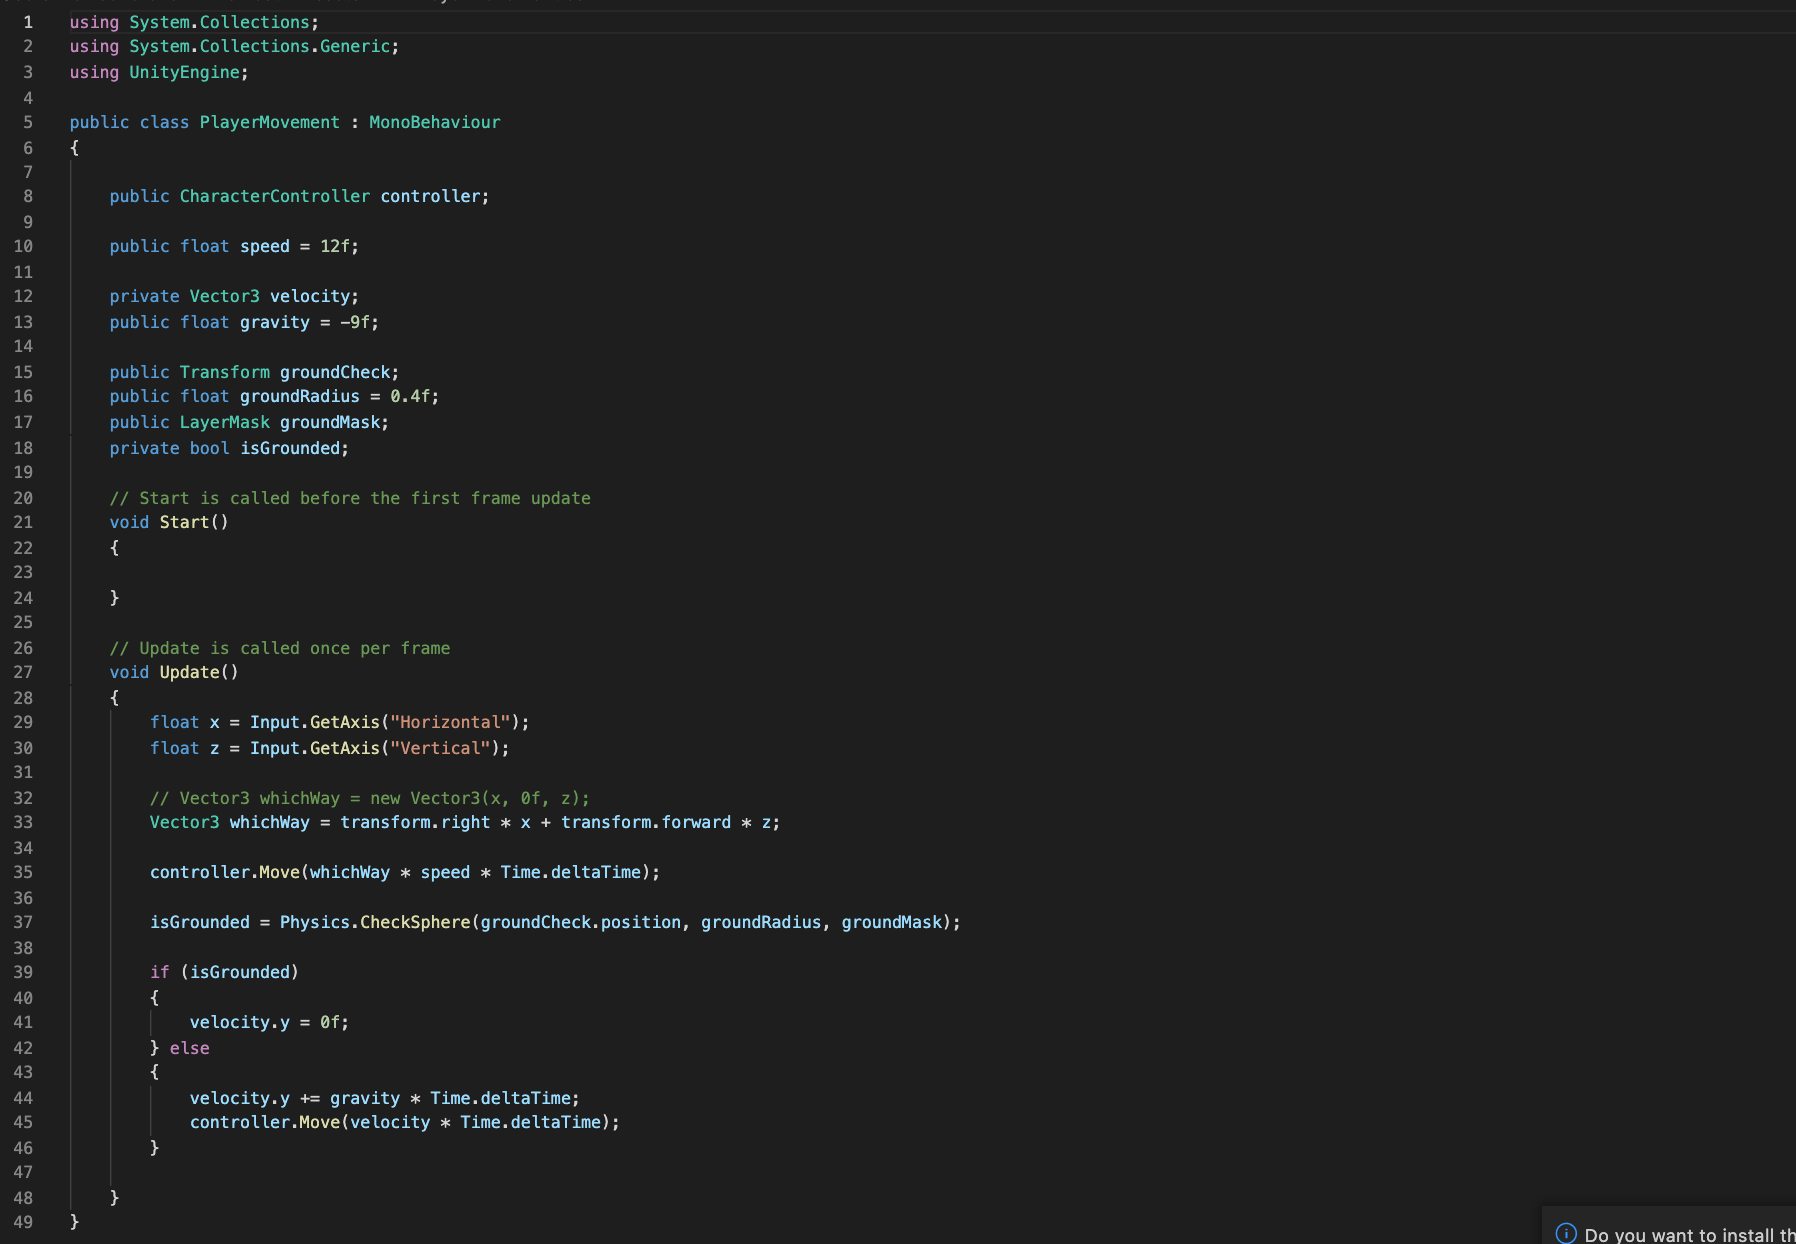 1 using System.Collections;
2 using System.Collections.Generic;
3 using UnityEngine;
4
5 public class PlayerMovement : MonoBehaviour
6 {
7
8     public CharacterController controller;
9
10     public float speed = 12f;
11
12     private Vector3 velocity;
13     public float gravity = -9f;
14
15     public Transform groundCheck;
16     public float groundRadius = 0.4f;
17     public LayerMask groundMask;
18     private bool isGrounded;
19
20     // Start is called before the first frame update
21     void Start()
22     {
23
24     }
25
26     // Update is called once per frame
27     void Update()
28     {
29         float x = Input.GetAxis("Horizontal");
30         float z = Input.GetAxis("Vertical");
31
32         // Vector3 whichWay = new Vector3(x, 0f, z);
33         Vector3 whichWay = transform.right * x + transform.forward * z;
34
35         controller.Move(whichWay * speed * Time.deltaTime);
36
37         isGrounded = Physics.CheckSphere(groundCheck.position, groundRadius, groundMask);
38
39         if (isGrounded)
40         {
41             velocity.y = 0f;
42         } else
43         {
44             velocity.y += gravity * Time.deltaTime;
45             controller.Move(velocity * Time.deltaTime);
46         }
47
48     }
49 }
Do you want to install th